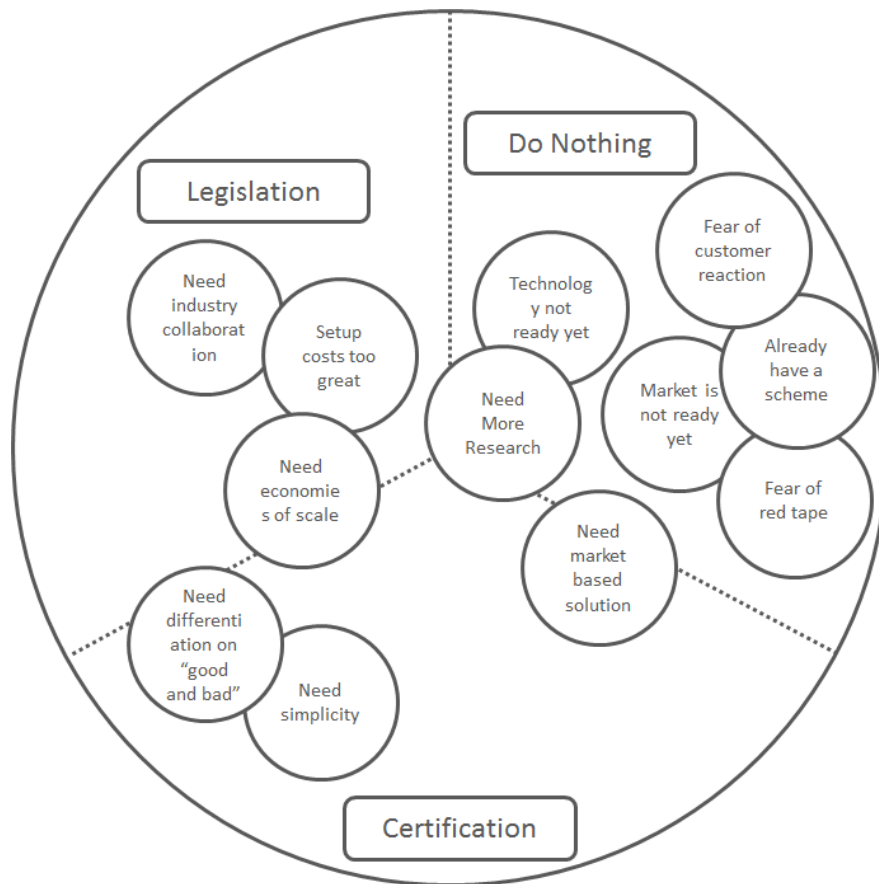 Do Nothing
Legislation
Fear of
customer
reaction
Need
industry
collaborat
ion
Technolog
y not
ready yet
Setup
costs too
great
Already
have a
scheme
Need
More
Research
Market is
not ready
yet
Need
economie
s of scale
Fear of
red tape
Need
market
based
solution
Need
differenti
ation on
“good
and bad”
Need
simplicity
Certification